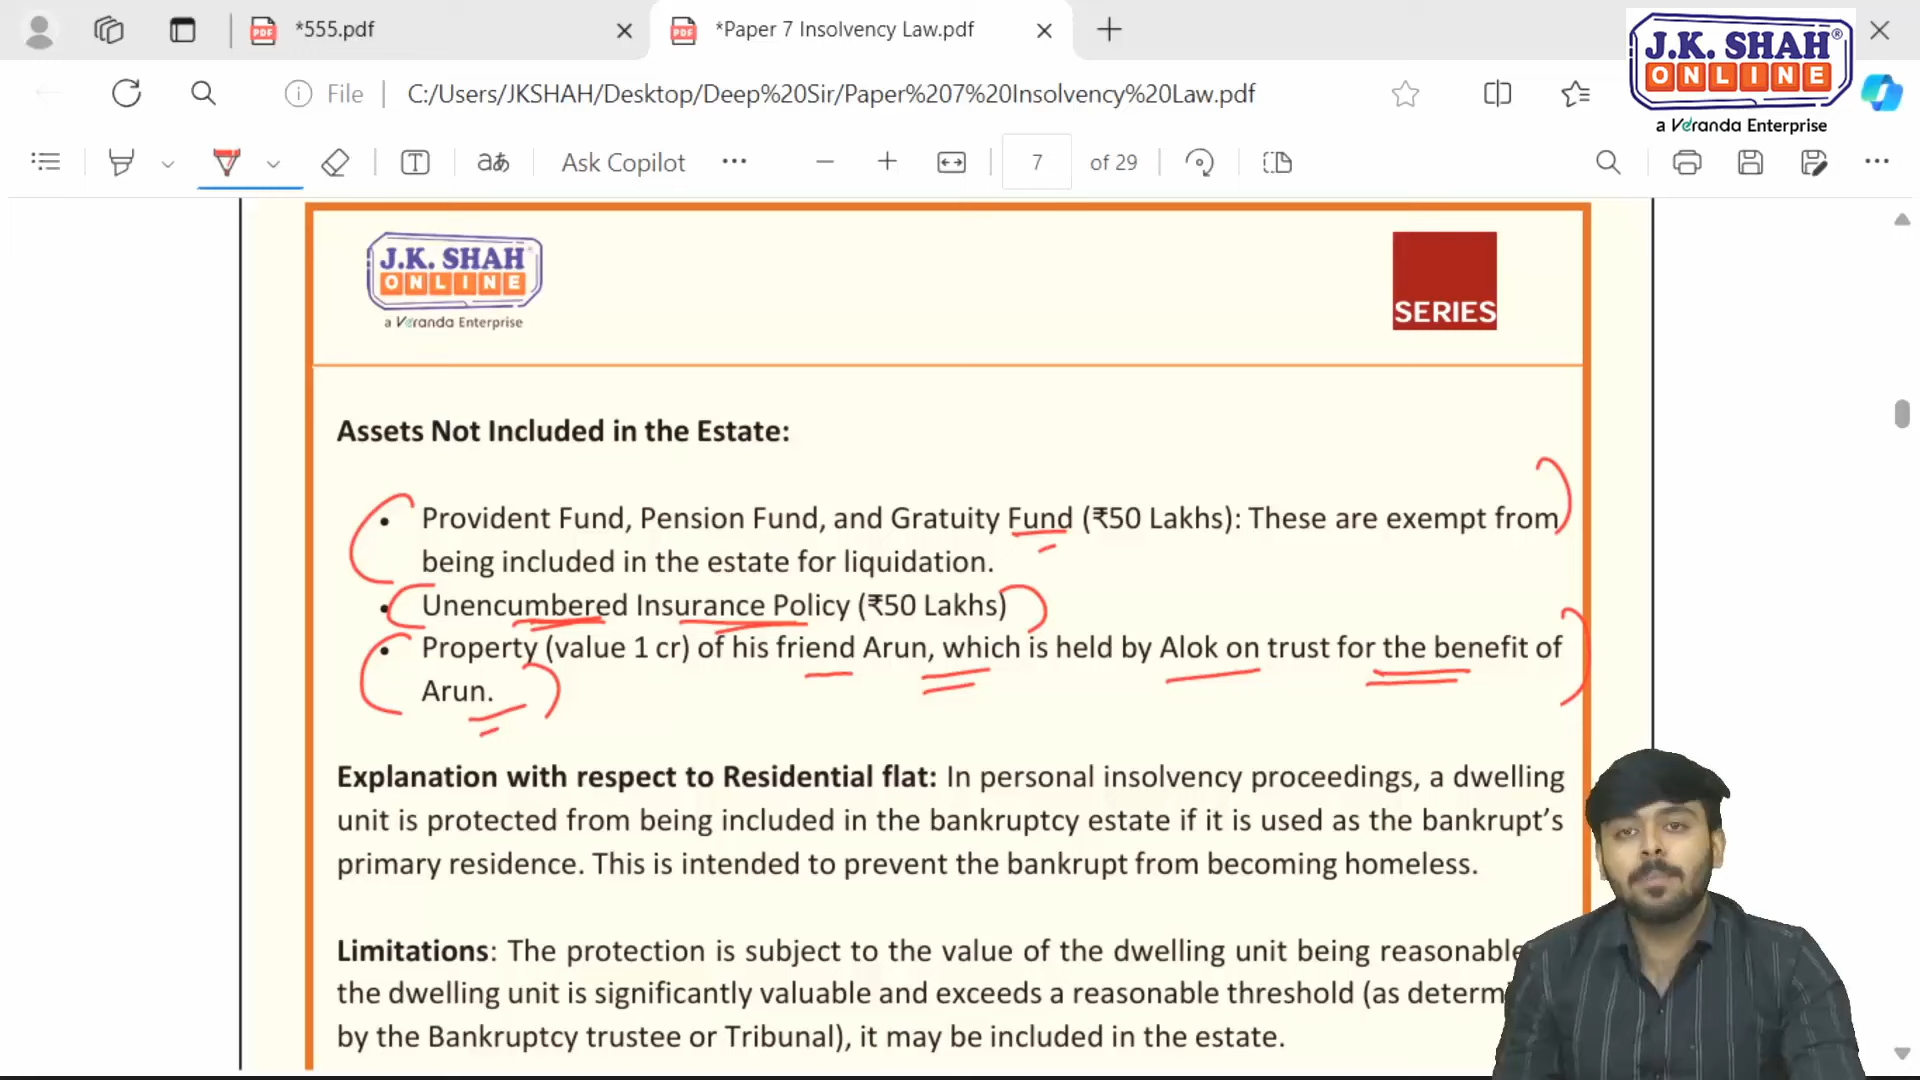 *555.pdf
*Paper 7 Insolvency Law.pdf
J.K. SHAH®
ONLINE
a Veranda Enterprise
File
C:/Users/JKSHAH/Desktop/Deep%20Sir/Paper%207%20Insolvency%20Law.pdf
T
aあ
Ask Copilot
7
of 29
J.K. SHAH
ONLINE
a Veranda Enterprise
SERIES
Assets Not Included in the Estate:
• Provident Fund, Pension Fund, and Gratuity Fund (₹50 Lakhs): These are exempt from
being included in the estate for liquidation.
• Unencumbered Insurance Policy (₹50 Lakhs)
• Property (value 1 cr) of his friend Arun, which is held by Alok on trust for the benefit of
Arun.
Explanation with respect to Residential flat: In personal insolvency proceedings, a dwelling
unit is protected from being included in the bankruptcy estate if it is used as the bankrupt's
primary residence. This is intended to prevent the bankrupt from becoming homeless.
Limitations: The protection is subject to the value of the dwelling unit being reasonable
the dwelling unit is significantly valuable and exceeds a reasonable threshold (as determ
by the Bankruptcy trustee or Tribunal), it may be included in the estate.